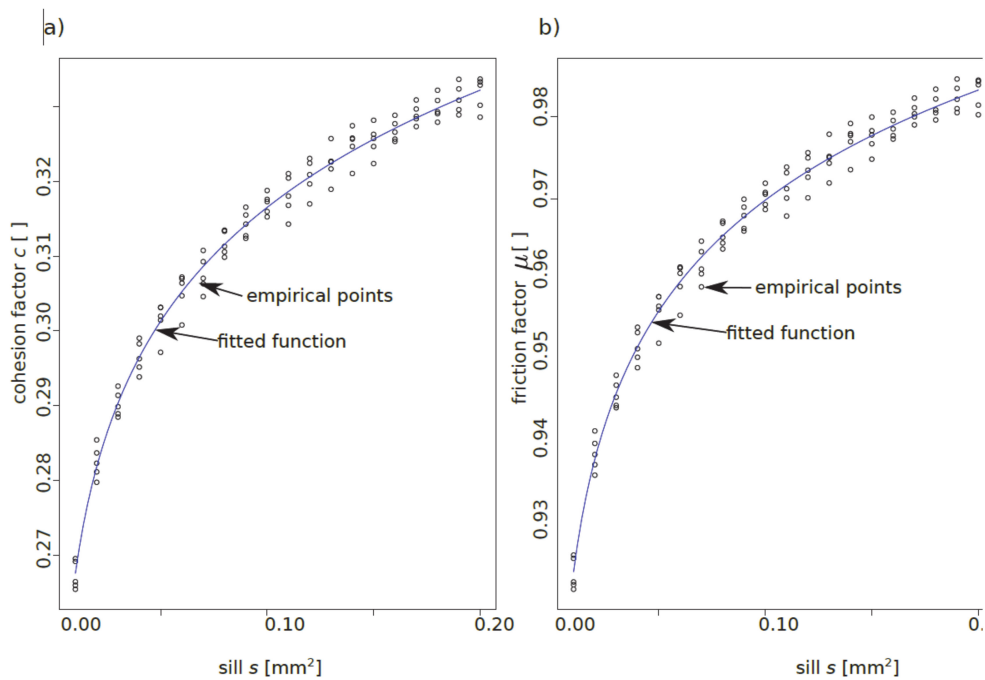 a)
cohesion factor c [ ]
0.32
0.31
0.30
0.29
0.28
0.27
empirical points
fitted function
0.00 0.10 0.20
sill s [mm²]
b)
friction factor μ[ ]
0.98
0.97
0.96
0.95
0.94
0.93
empirical points
fitted function
0.00 0.10 0.
sill s [mm²]